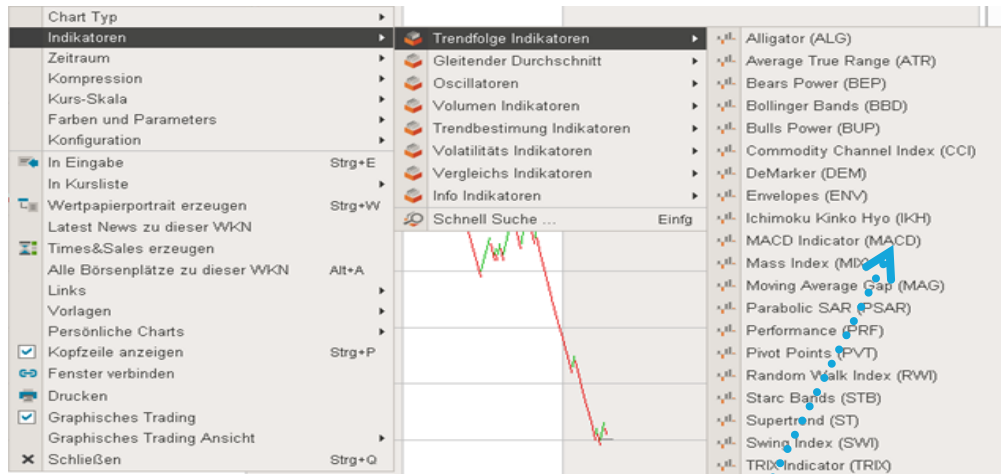 Chart Typ
Indikatoren
Zeitraum
Kompression
Kurs-Skala
Farben und Parameters
Konfiguration
In Eingabe Strg+E
In Kursliste
Wertpapierportrait erzeugen Strg+W
Latest News zu dieser WKN
Times&Sales erzeugen
Alle Börsenplätze zu dieser WKN Alt+A
Links
Vorlagen
Persönliche Charts
Kopfzeile anzeigen Strg+P
Fenster verbinden
Drucken
Graphisches Trading
Graphisches Trading Ansicht
Schließen Strg+Q
Trendfolge Indikatoren
Gleitender Durchschnitt
Oscillatoren
Volumen Indikatoren
Trendbestimung Indikatoren
Volatilitäts Indikatoren
Vergleichs Indikatoren
Info Indikatoren
Schnell Suche ... Einfg
Alligator (ALG)
Average True Range (ATR)
Bears Power (BEP)
Bollinger Bands (BBD)
Bulls Power (BUP)
Commodity Channel Index (CCI)
DeMarker (DEM)
Envelopes (ENV)
Ichimoku Kinko Hyo (IKH)
MACD Indicator (MACD)
Mass Index (MIX)
Moving Average Gap (MAG)
Parabolic SAR (PSAR)
Performance (PRF)
Pivot Points (PVT)
Random Walk Index (RWI)
Starc Bands (STB)
Supertrend (ST)
Swing Index (SWI)
TRIX Indicator (TRIX)